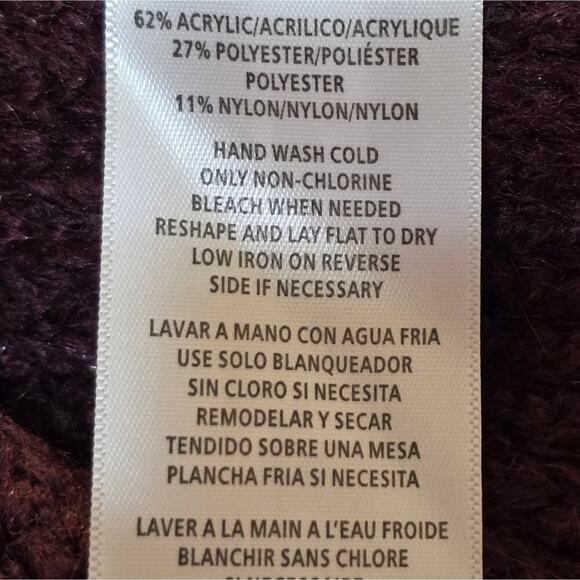 62% ACRYLIC/ACRILICO/ACRYLIQUE
27% POLYESTER/POLIÉSTER
POLYESTER
11% NYLON/NYLON/NYLON
HAND WASH COLD
ONLY NON-CHLORINE
BLEACH WHEN NEEDED
RESHAPE AND LAY FLAT TO DRY
LOW IRON ON REVERSE
SIDE IF NECESSARY
LAVAR A MANO CON AGUA FRIA
USE SOLO BLANQUEADOR
SIN CLORO SI NECESITA
REMODELAR Y SECAR
TENDIDO SOBRE UNA MESA
PLANCHA FRIA SI NECESITA
LAVER A LA MAIN A L'EAU FROIDE
BLANCHIR SANS CHLORE